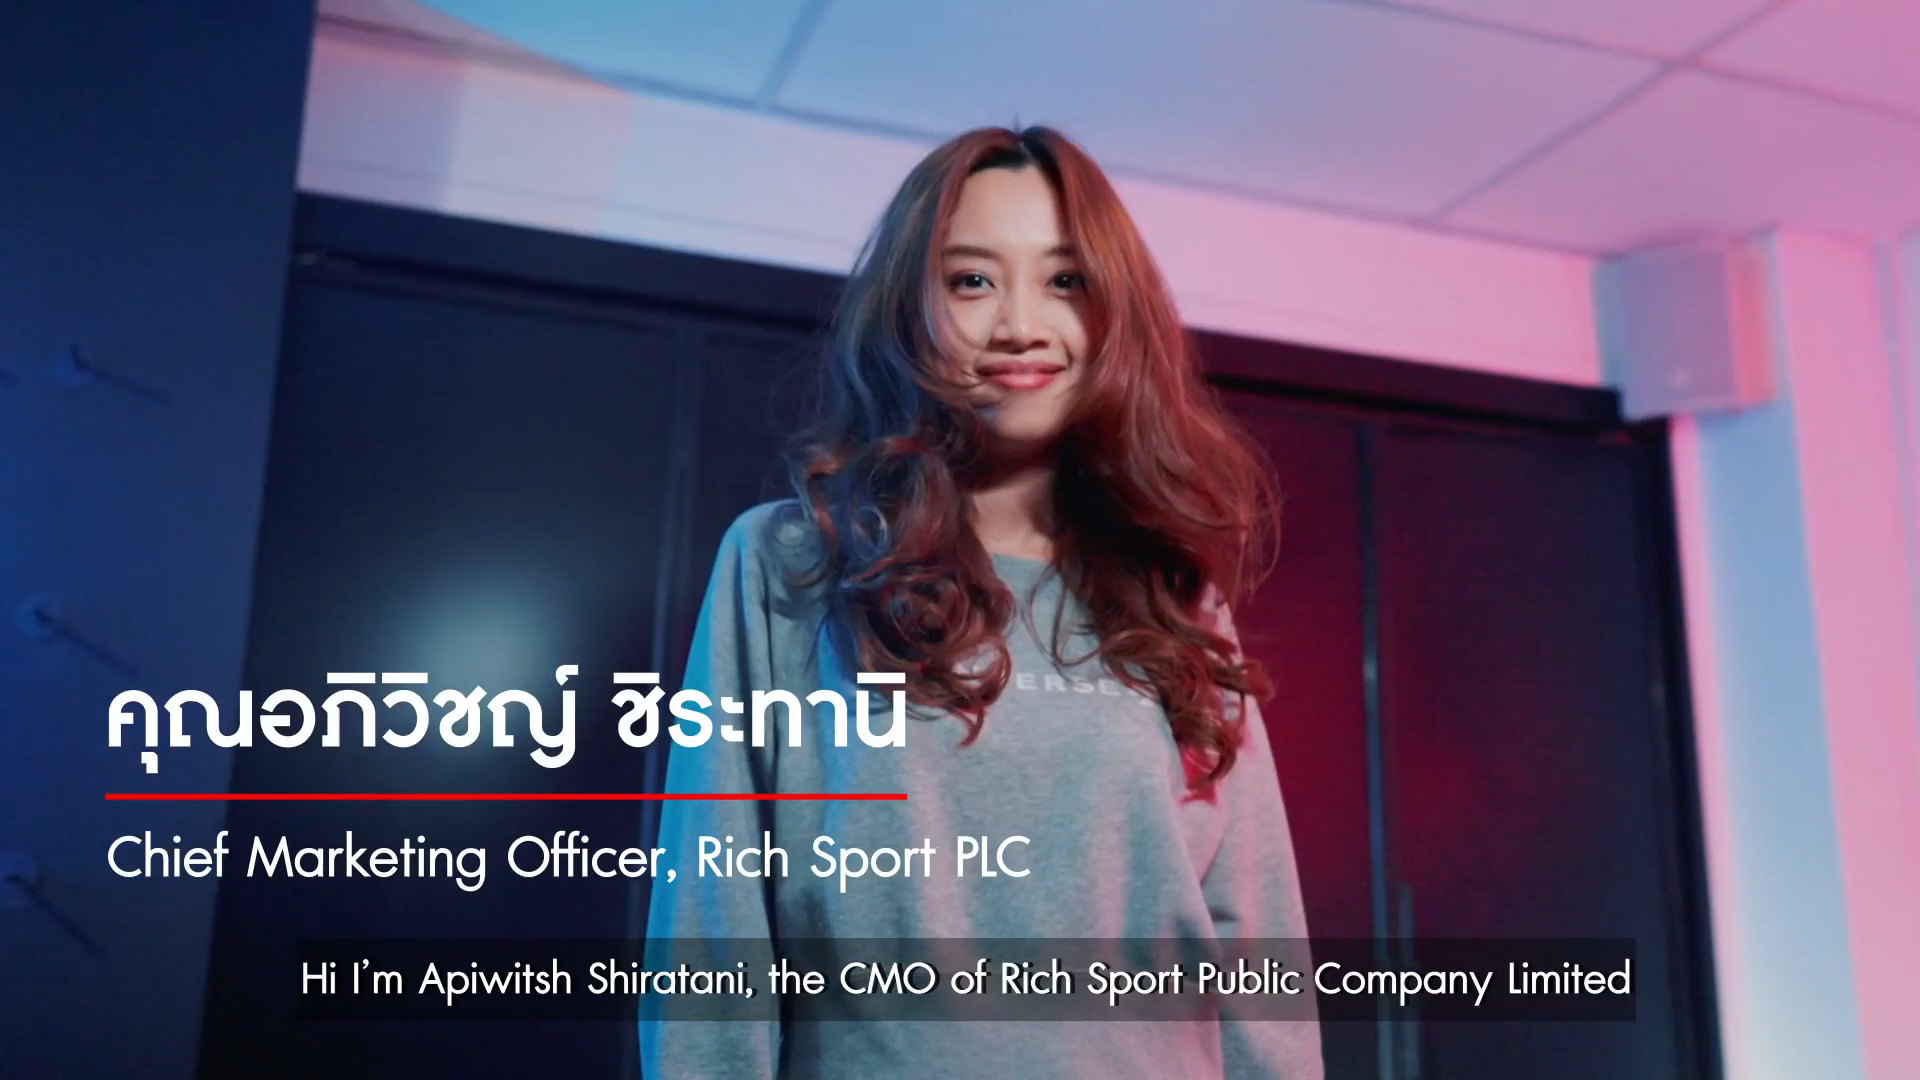 คุณอภิวิชญ์ ชิระทานิ
Chief Marketing Officer, Rich Sport PLC
Hi I'm Apiwitsh Shiratani, the CMO of Rich Sport Public Company Limited